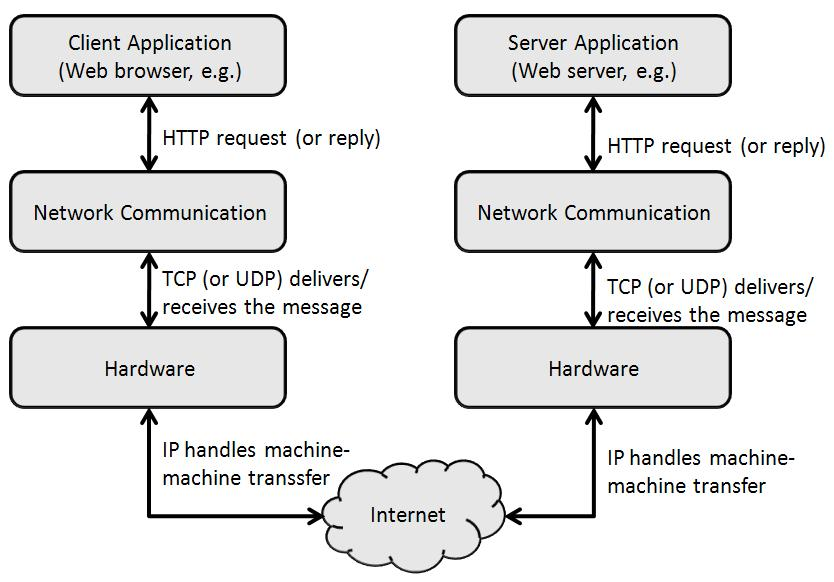 Client Application
(Web browser, e.g.)
HTTP request (or reply)
Network Communication
TCP (or UDP) delivers/
receives the message
Hardware
IP handles machine-
machine transsfer
Internet
Server Application
(Web server, e.g.)
HTTP request (or reply)
Network Communication
TCP (or UDP) delivers/
receives the message
Hardware
IP handles machine-
machine transfer